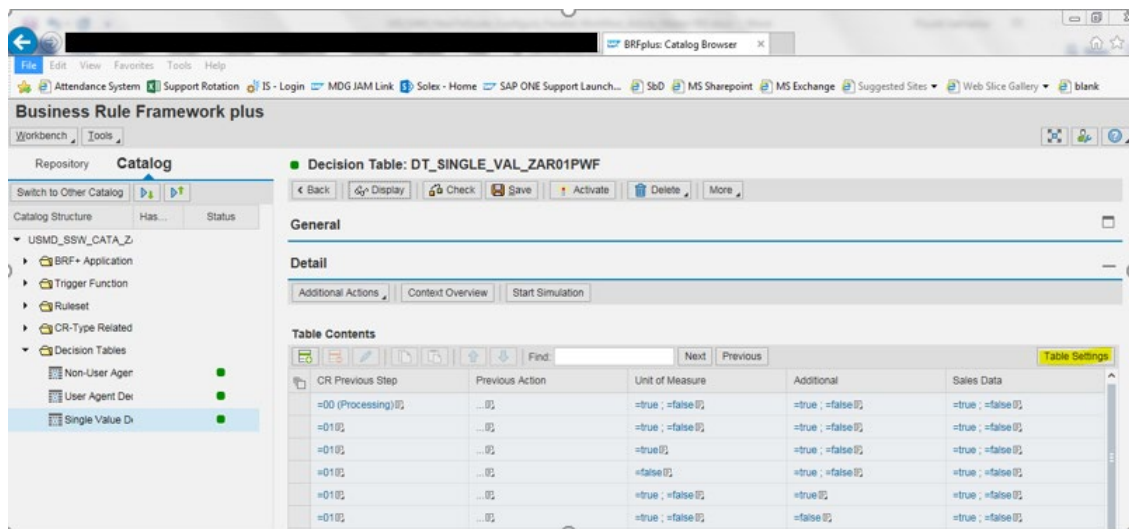 BRFplus: Catalog Browser ×
File Edit View Favorites Tools Help
Attendance System Support Rotation IS - Login MDG JAM Link Solex - Home SAP ONE Support Launch... SbD MS Sharepoint MS Exchange Suggested Sites Web Slice Gallery blank
Business Rule Framework plus
Workbench Tools
Repository Catalog
Decision Table: DT_SINGLE_VAL_ZAR01PWF
Switch to Other Catalog
< Back Display Check Save Activate Delete More
Catalog Structure Has... Status
General
USMD_SSW_CATA_Z
BRF+ Application
Detail
Trigger Function
Additional Actions Context Overview Start Simulation
Ruleset
CR-Type Related
Table Contents
Decision Tables
Find: Next Previous Table Settings
Non-User Ager
CR Previous Step Previous Action Unit of Measure Additional Sales Data
User Agent De
=00 (Processing) ... =true ; =false =true ; =false =true ; =false
Single Value D
=01 ... =true ; =false =true ; =false =true ; =false
=01 ... =true =true ; =false =true ; =false
=01 ... =false =true ; =false =true ; =false
=01 ... =true ; =false =true =true ; =false
=01 ... =true ; =false =false =true ; =false